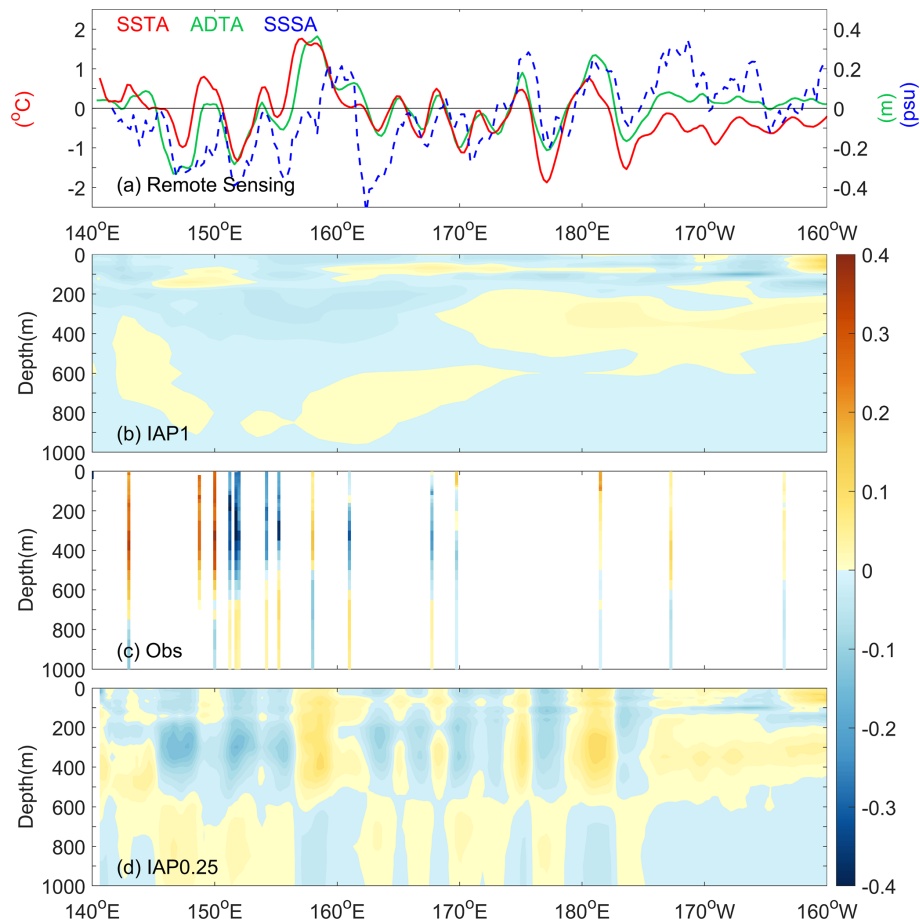 SSTA ADTA SSSA
2
1
0
-1
-2
(°C)
0.4
0.2
0
-0.2
-0.4
(m)
(psu)
(a) Remote Sensing
140°E 150°E 160°E 170°E 180°E 170°W 160°W
0
200
400
600
800
1000
Depth(m)
(b) IAP1
0
200
400
600
800
1000
Depth(m)
(c) Obs
0
200
400
600
800
1000
Depth(m)
(d) IAP0.25
140°E 150°E 160°E 170°E 180°E 170°W 160°W
0.4
0.3
0.2
0.1
0
-0.1
-0.2
-0.3
-0.4